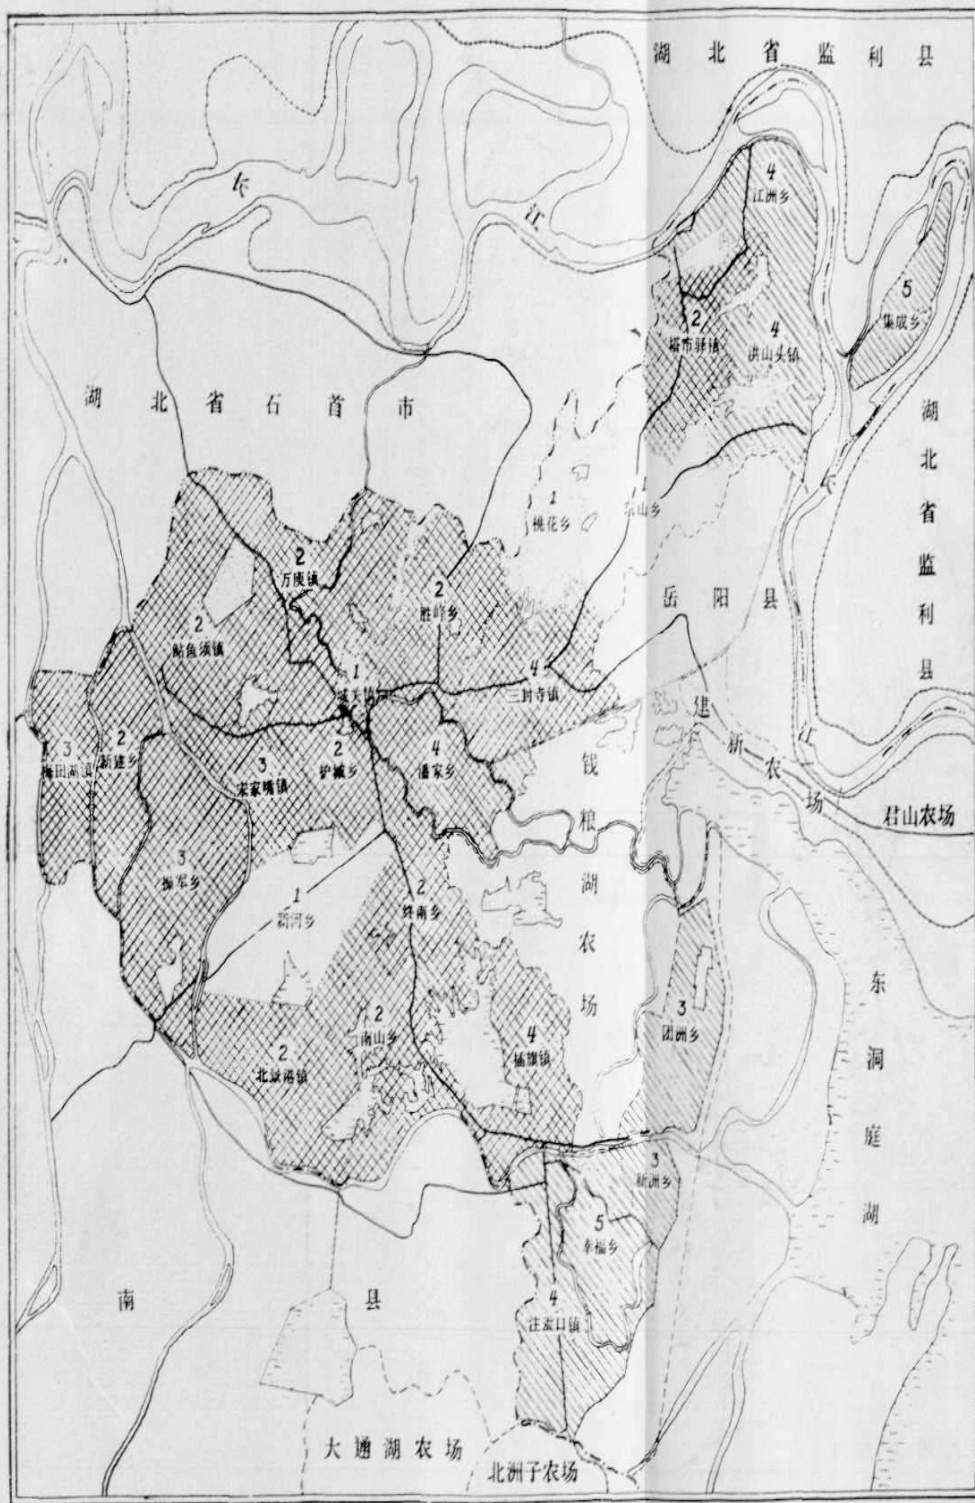 湖北省监利县
长
江
4
江洲乡
5
集成乡
2
塔市驿镇
4
洪山头镇
湖北省石首市
湖北省监利县
1
桃花乡
1
东山乡
2
万庾镇
2
胜峰乡
岳阳县
2
鲇鱼须镇
4
三封寺镇
1
城关镇
建新农场
江
3
梅田湖镇
2
新建乡
3
宋家嘴镇
2
护城乡
4
潘家乡
钱粮湖农场
君山农场
3
操军乡
1
新河乡
2
终南乡
东洞庭湖
3
团洲乡
2
北景港镇
2
南山乡
4
插旗镇
3
新洲乡
5
幸福乡
4
注滋口镇
南县
大通湖农场
北洲子农场